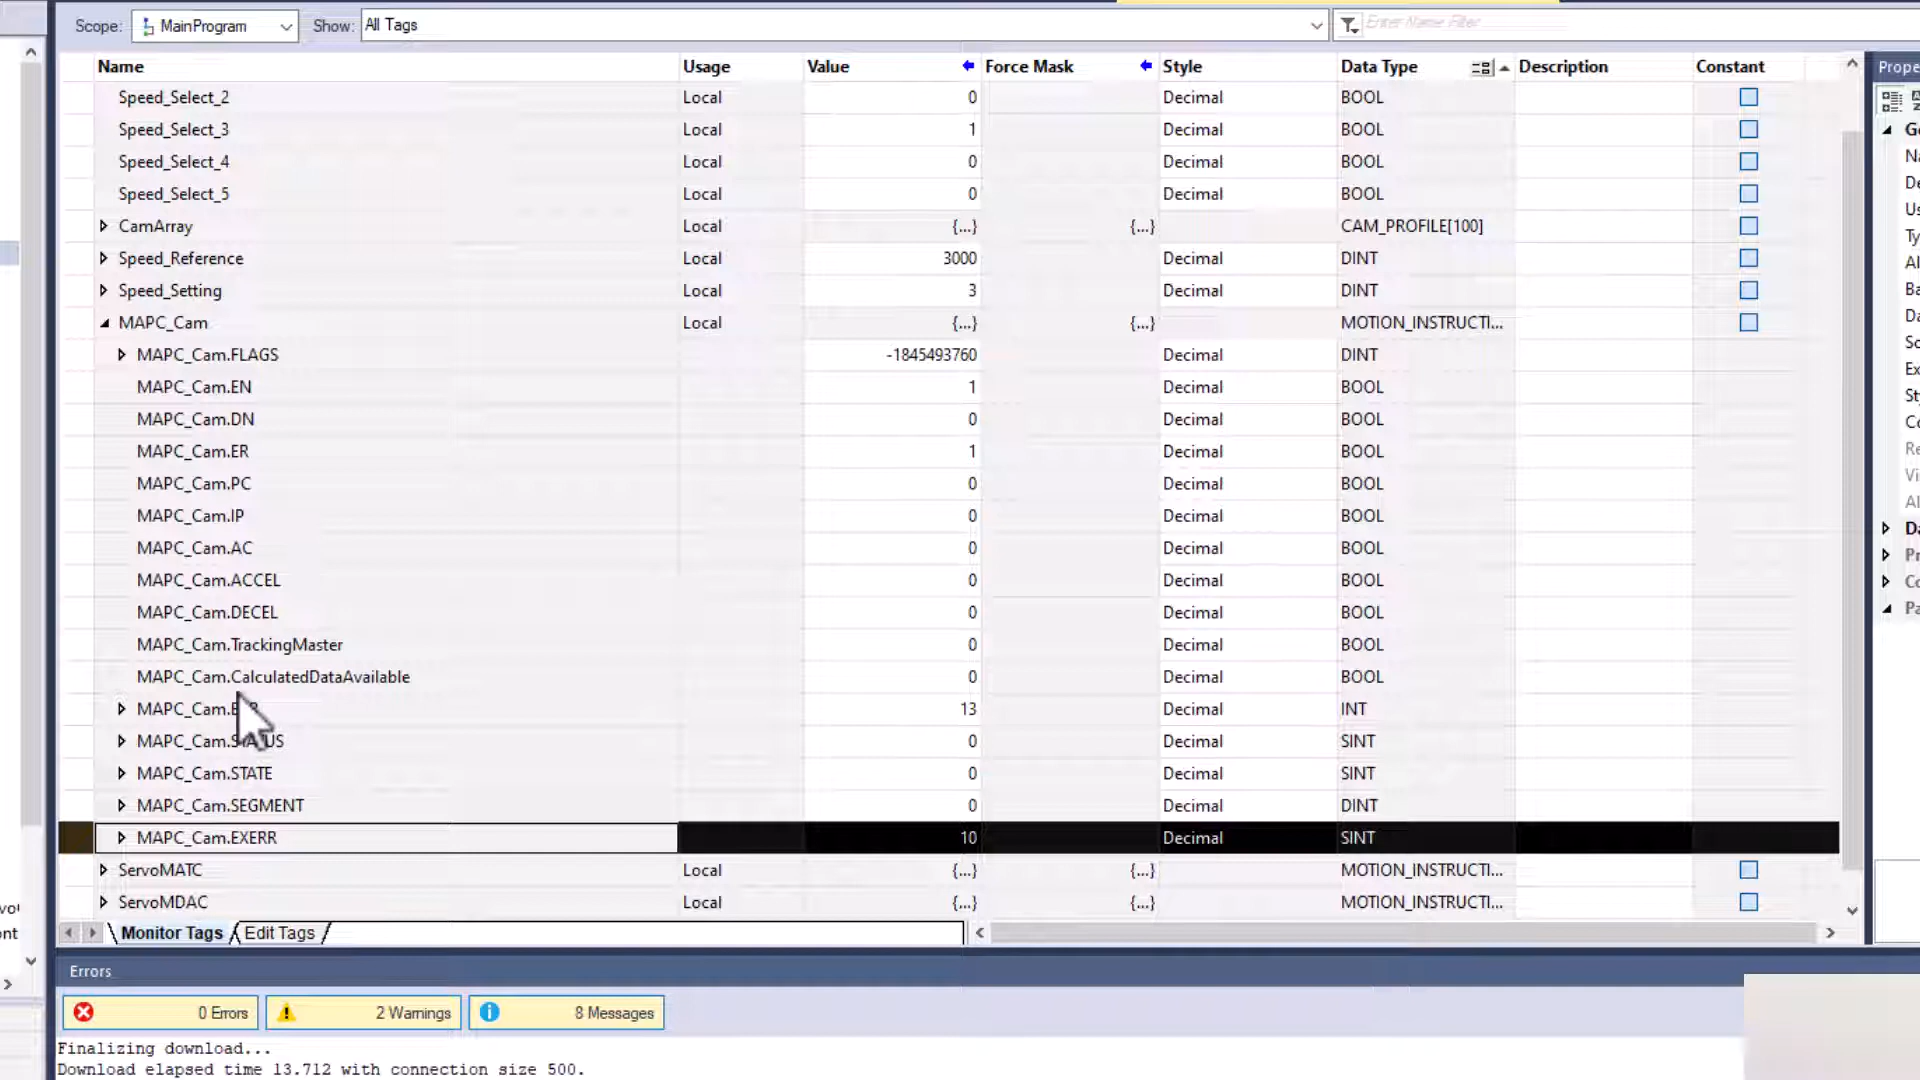 Scope: MainProgram Show: All Tags Enter Name Filter
Name Usage Value Force Mask Style Data Type Description Constant Prope
Speed_Select_2 Local 0 Decimal BOOL
Speed_Select_3 Local 1 Decimal BOOL
Speed_Select_4 Local 0 Decimal BOOL
Speed_Select_5 Local 0 Decimal BOOL
CamArray Local {...} {...} CAM_PROFILE[100]
Speed_Reference Local 3000 Decimal DINT
Speed_Setting Local 3 Decimal DINT
MAPC_Cam Local {...} {...} MOTION_INSTRUCTI...
MAPC_Cam.FLAGS -1845493760 Decimal DINT
MAPC_Cam.EN 1 Decimal BOOL
MAPC_Cam.DN 0 Decimal BOOL
MAPC_Cam.ER 1 Decimal BOOL
MAPC_Cam.PC 0 Decimal BOOL
MAPC_Cam.IP 0 Decimal BOOL
MAPC_Cam.AC 0 Decimal BOOL
MAPC_Cam.ACCEL 0 Decimal BOOL
MAPC_Cam.DECEL 0 Decimal BOOL
MAPC_Cam.TrackingMaster 0 Decimal BOOL
MAPC_Cam.CalculatedDataAvailable 0 Decimal BOOL
13 Decimal INT
MAPC_Cam.STATUS 0 Decimal SINT
MAPC_Cam.STATE 0 Decimal SINT
MAPC_Cam.SEGMENT 0 Decimal DINT
MAPC_Cam.EXERR 10 Decimal SINT
ServoMATC Local {...} {...} MOTION_INSTRUCTI...
ServoMDAC Local {...} {...} MOTION_INSTRUCTI...
Monitor Tags Edit Tags
Errors
0 Errors 2 Warnings 8 Messages
Finalizing download...
Download elapsed time 13.712 with connection size 500.